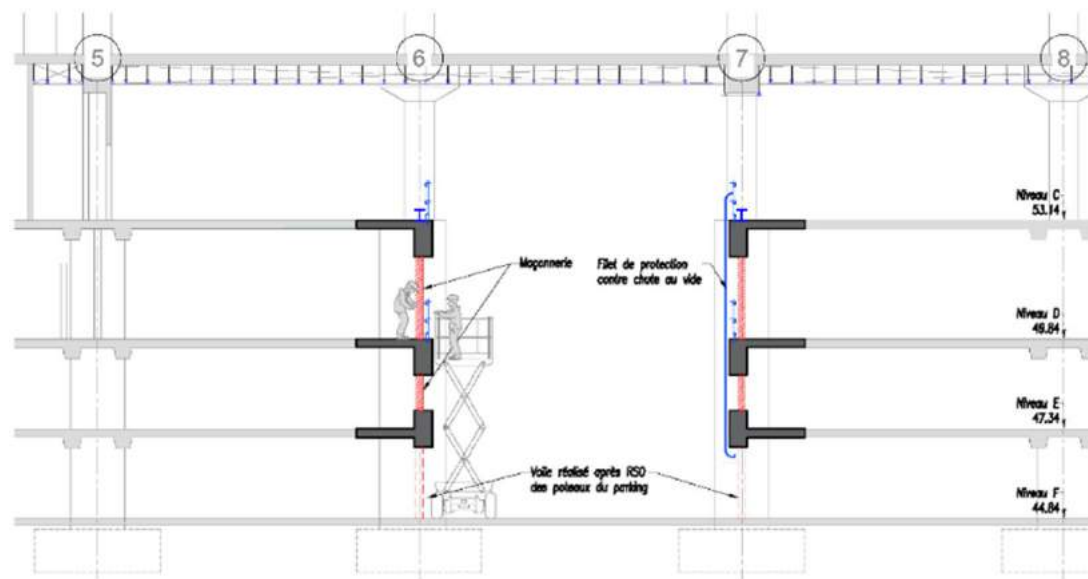 5
6
7
8
Niveau C
53.14
Maçonnerie
Filet de protection
contre chute au vide
Niveau D
49.84
Niveau E
47.34
Voile réalisé après RSO
des poteaux du parking
Niveau F
44.84